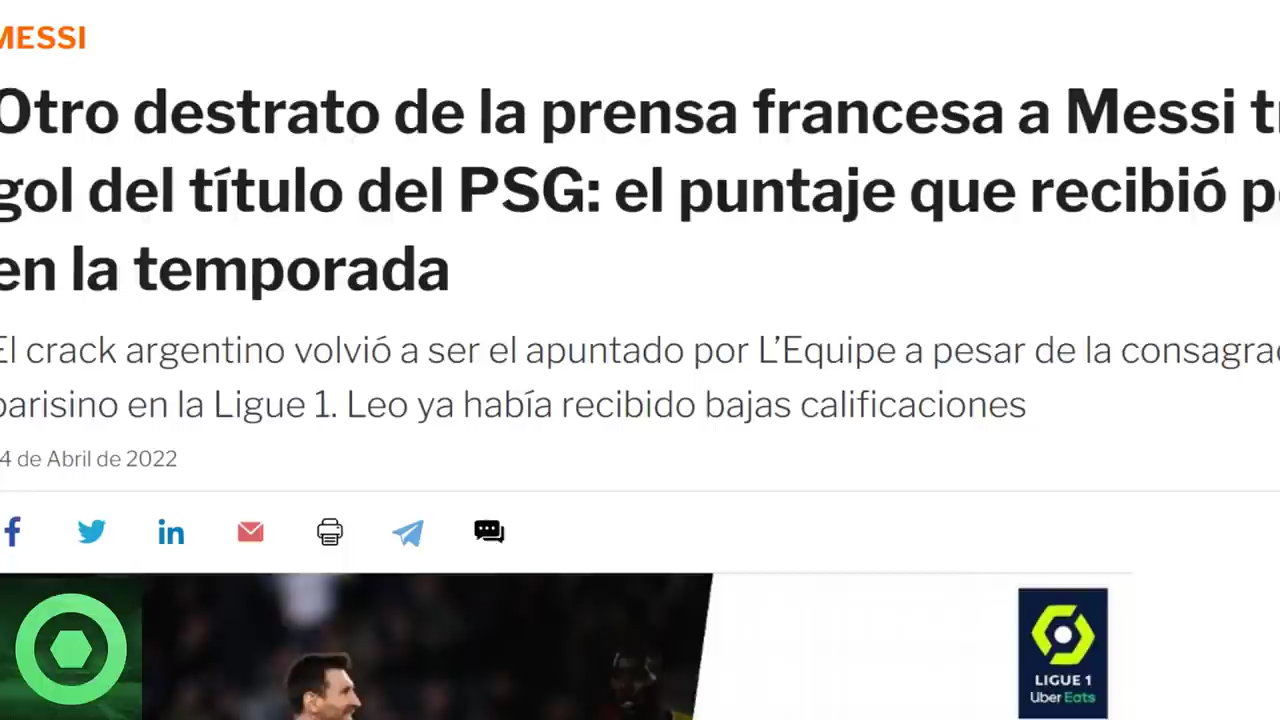 MESSI
Otro destrato de la prensa francesa a Messi
gol del título del PSG: el puntaje que recibió
en la temporada
El crack argentino volvió a ser el apuntado por L’Equipe a pesar de la
parisino en la Ligue 1. Leo ya había recibido bajas calificaciones
4 de Abril de 2022
LIGUE 1
Uber Eats